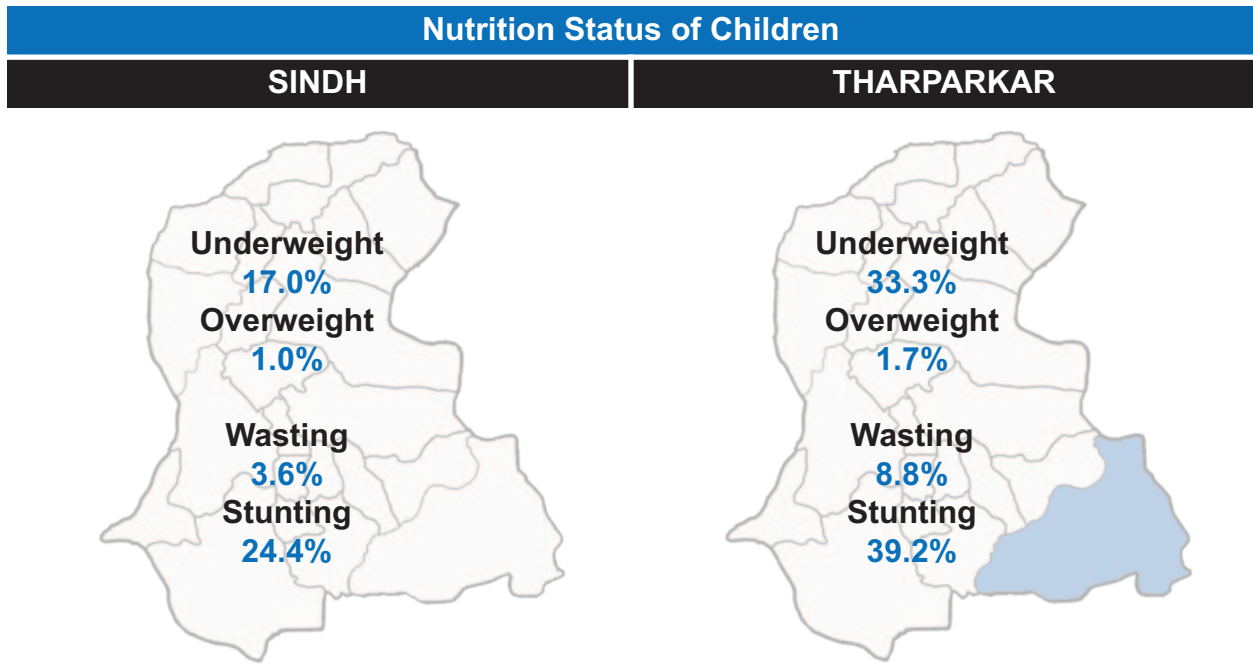 Nutrition Status of Children
SINDH
THARPARKAR
Underweight
17.0%
Overweight
1.0%
Wasting
3.6%
Stunting
24.4%
Underweight
33.3%
Overweight
1.7%
Wasting
8.8%
Stunting
39.2%